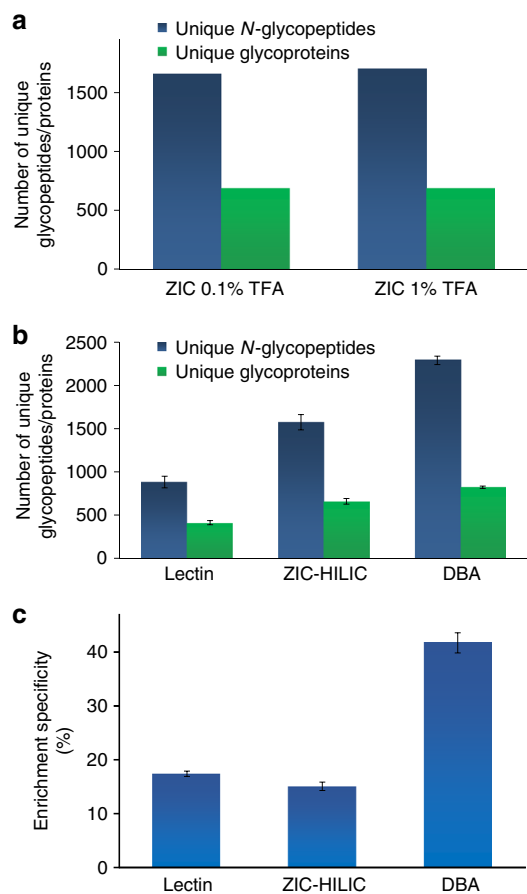 a
Unique N-glycopeptides
Unique glycoproteins
Number of unique
glycopeptides/proteins
1500
1000
500
0
ZIC 0.1% TFA
ZIC 1% TFA
b
Unique N-glycopeptides
Unique glycoproteins
Number of unique
glycopeptides/proteins
2500
2000
1500
1000
500
0
Lectin
ZIC-HILIC
DBA
c
Enrichment specificity
(%)
40
30
20
10
0
Lectin
ZIC-HILIC
DBA